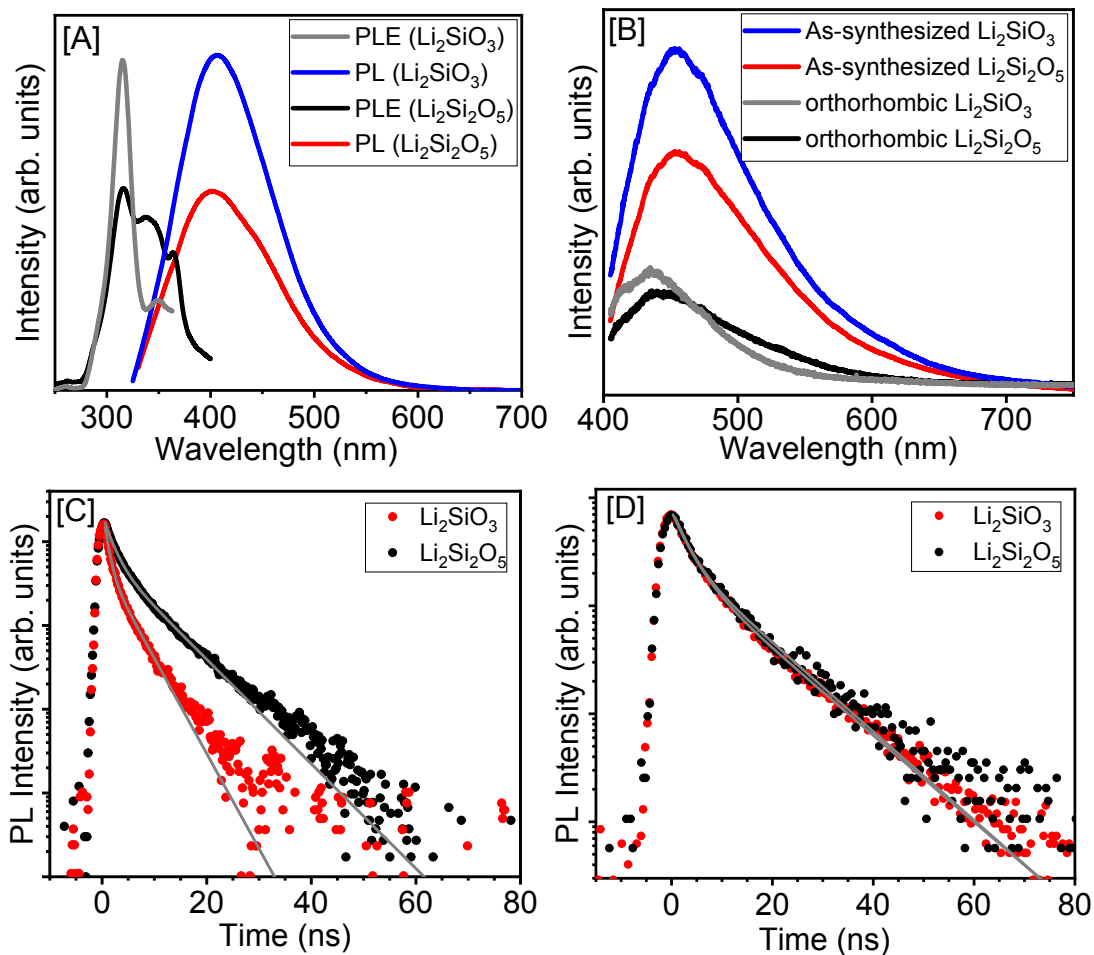 [A]
PLE (Li₂SiO₃)
PL (Li₂SiO₃)
PLE (Li₂Si₂O₅)
PL (Li₂Si₂O₅)
Intensity (arb. units)
300 400 500 600 700
Wavelength (nm)
[B]
As-synthesized Li₂SiO₃
As-synthesized Li₂Si₂O₅
orthorhombic Li₂SiO₃
orthorhombic Li₂Si₂O₅
Intensity (arb. units)
400 500 600 700
Wavelength (nm)
[C]
Li₂SiO₃
Li₂Si₂O₅
PL Intensity (arb. units)
0 20 40 60 80
Time (ns)
[D]
Li₂SiO₃
Li₂Si₂O₅
PL Intensity (arb. units)
0 20 40 60 80
Time (ns)